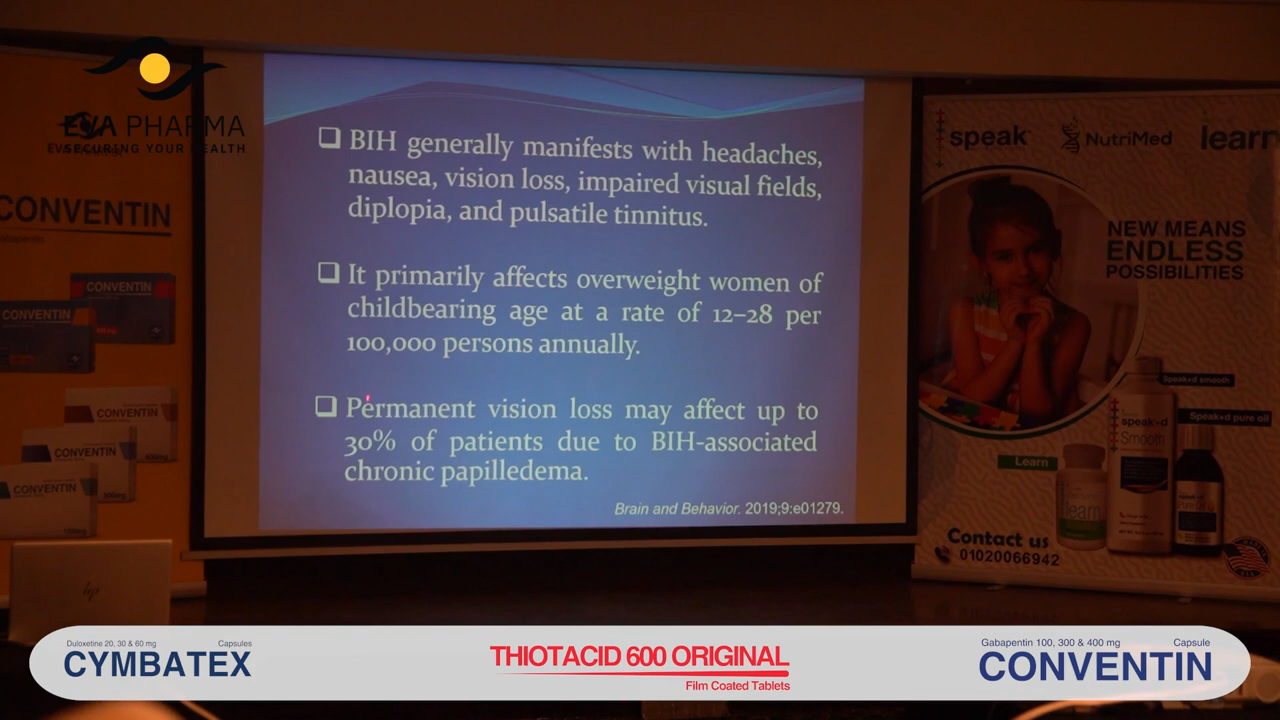 EVA PHARMA
SECURING YOUR HEALTH
CONVENTIN
CONVENTIN
CONVENTIN
CONVENTIN
CONVENTIN
CONVENTIN
hp
BIH generally manifests with headaches,
nausea, vision loss, impaired visual fields,
diplopia, and pulsatile tinnitus.
It primarily affects overweight women of
childbearing age at a rate of 12–28 per
100,000 persons annually.
Permanent vision loss may affect up to
30% of patients due to BIH-associated
chronic papilledema.
Brain and Behavior. 2019;9:e01279.
speak
NutriMed
learn
NEW MEANS
ENDLESS
POSSIBILITIES
Speak+d smooth
Speak+d pure oil
speak+d
Smooth
Learn
learn
Contact us
01020066942
Duloxetine 20, 30 & 60 mg Capsules
CYMBATEX
THIOTACID 600 ORIGINAL
Film Coated Tablets
Gabapentin 100, 300 & 400 mg Capsule
CONVENTIN